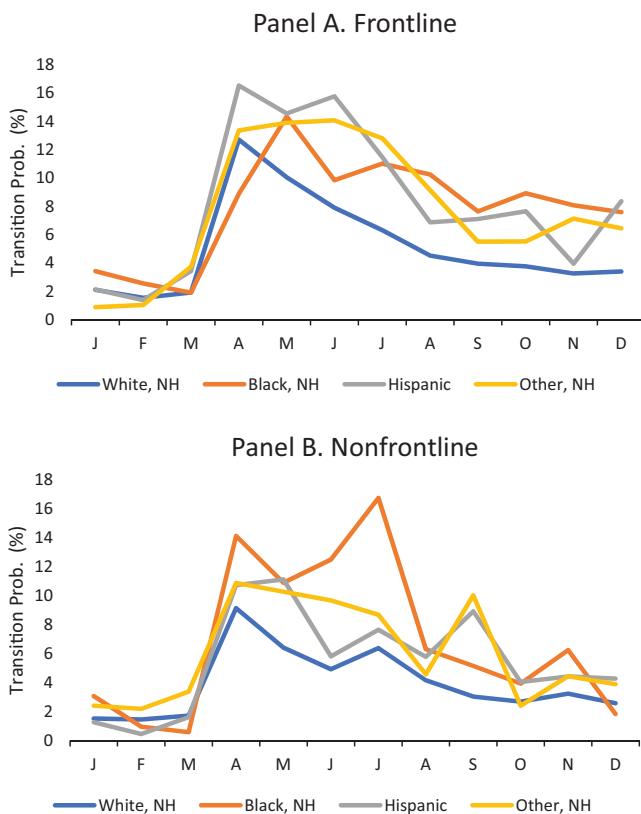 Panel A. Frontline
Transition Prob. (%)
18
16
14
12
10
8
6
4
2
0
J F M A M J J A S O N D
White, NH Black, NH Hispanic Other, NH
Panel B. Nonfrontline
Transition Prob. (%)
18
16
14
12
10
8
6
4
2
0
J F M A M J J A S O N D
White, NH Black, NH Hispanic Other, NH